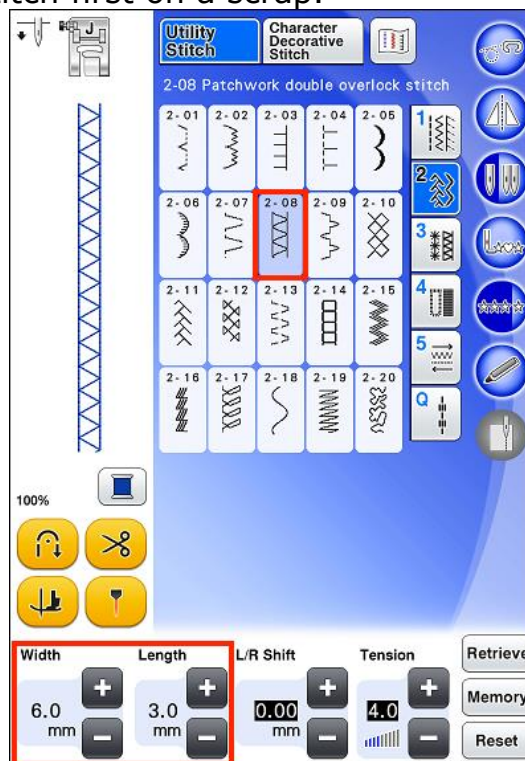 first on a scrap.
J
Utility
Stitch
Character
Decorative
Stitch
2-08 Patchwork double overlock stitch
2-01 2-02 2-03 2-04 2-05
1
2-06 2-07 2-08 2-09 2-10
2
3
2-11 2-12 2-13 2-14 2-15
4
5
2-16 2-17 2-18 2-19 2-20
Q
100%
Width Length L/R Shift Tension
Retrieve
6.0 mm
3.0 mm
0.00 mm
4.0
Memory
Reset